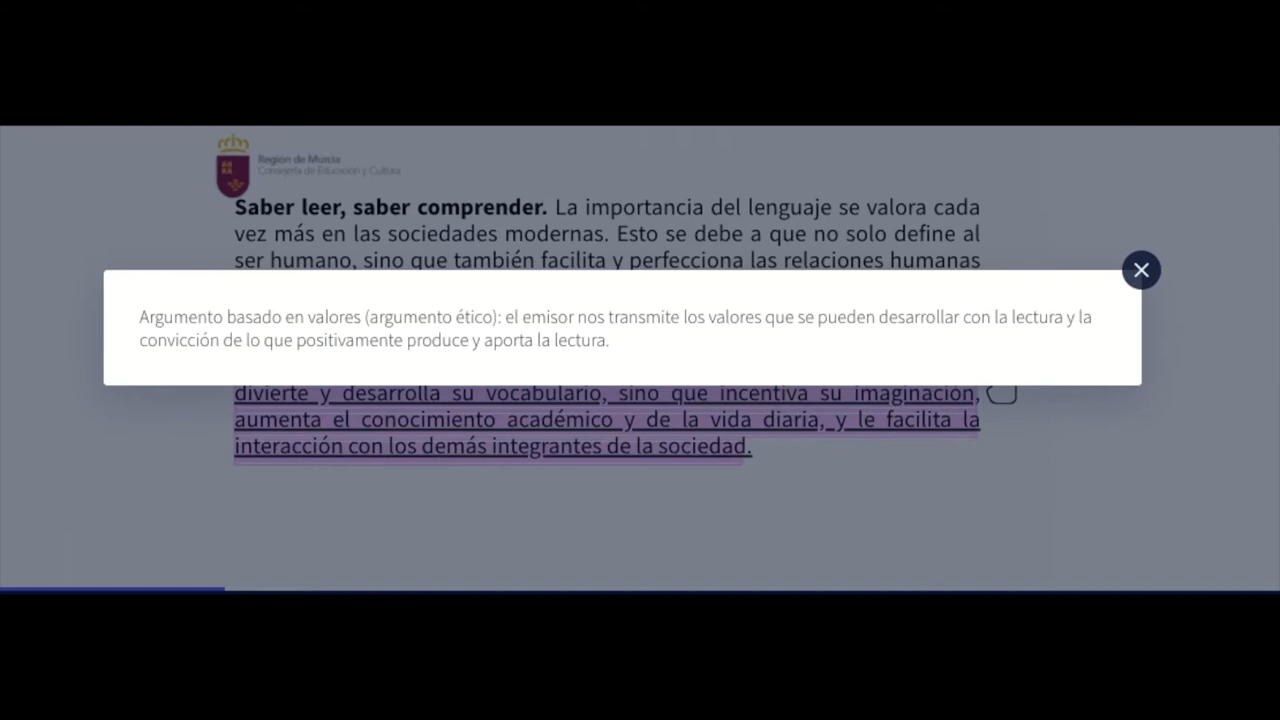 Región de Murcia
Consejería de Educación y Cultura
Saber leer, saber comprender. La importancia del lenguaje se valora cada
vez más en las sociedades modernas. Esto se debe a que no solo define al
ser humano, sino que también facilita y perfecciona las relaciones humanas
Argumento basado en valores (argumento ético): el emisor nos transmite los valores que se pueden desarrollar con la lectura y la
convicción de lo que positivamente produce y aporta la lectura.
divierte y desarrolla su vocabulario, sino que incentiva su imaginación,
aumenta el conocimiento académico y de la vida diaria, y le facilita la
interacción con los demás integrantes de la sociedad.